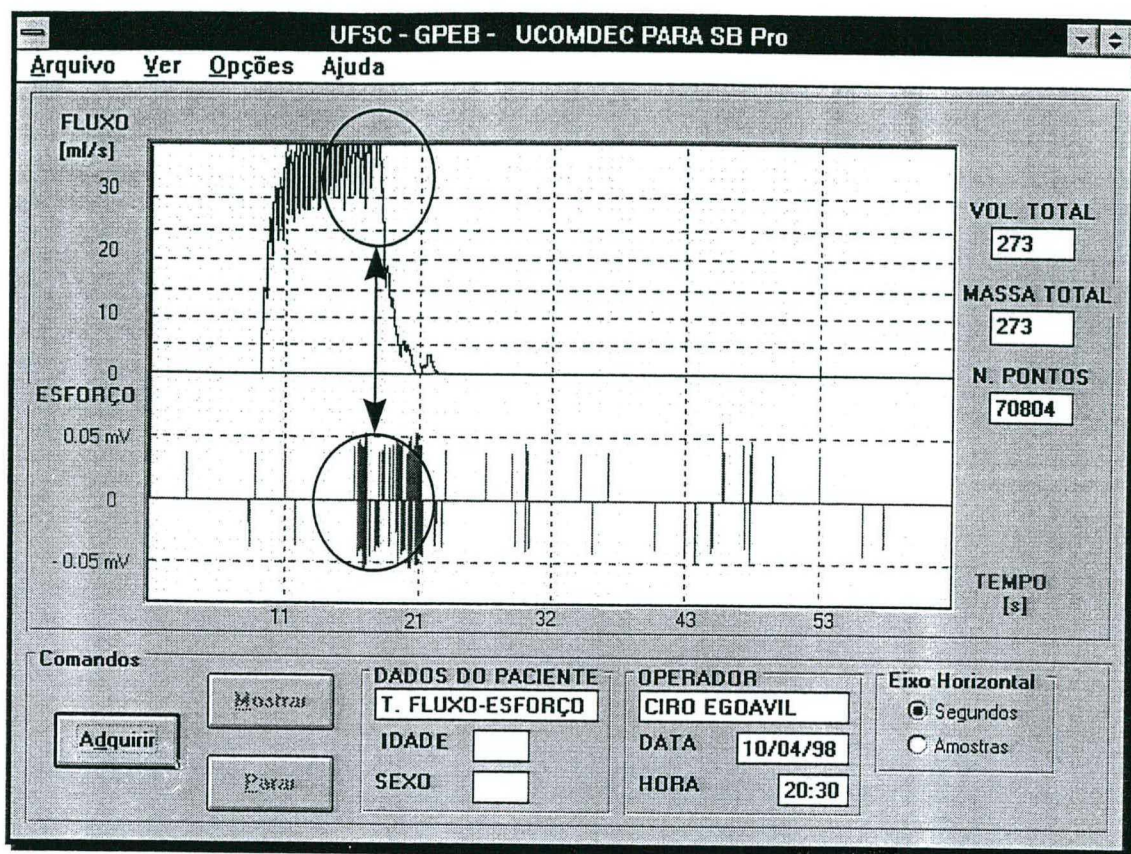 UFSC - GPEB - UCOMDEC PARA SB Pro
Arquivo Ver Opções Ajuda
FLUXO
[ml/s]
30
20
10
0
ESFORÇO
0.05 mV
0
- 0.05 mV
11 21 32 43 53
TEMPO
[s]
VOL. TOTAL
273
MASSA TOTAL
273
N. PONTOS
70804
Comandos
Adquirir
Mostrar
Parar
DADOS DO PACIENTE
T. FLUXO-ESFORÇO
IDADE
SEXO
OPERADOR
CIRO EGOAVIL
DATA 10/04/98
HORA 20:30
Eixo Horizontal
Segundos
Amostras